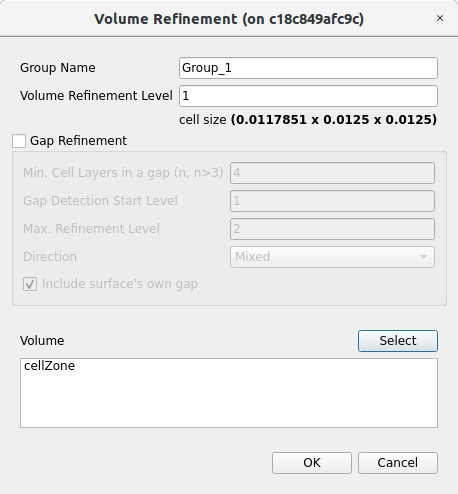 Volume Refinement (on c18c849afc9c)
×
Group Name Group_1
Volume Refinement Level 1
cell size (0.0117851 x 0.0125 x 0.0125)
Gap Refinement
Min. Cell Layers in a gap (n, n>3) 4
Gap Detection Start Level 1
Max. Refinement Level 2
Direction Mixed
Include surface's own gap
Volume Select
cellZone
OK Cancel